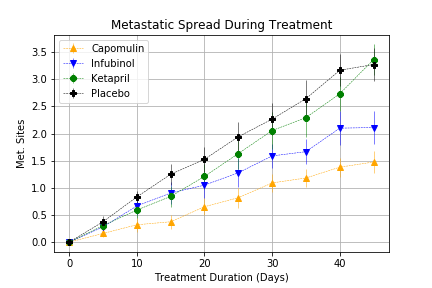 Metastatic Spread During Treatment
Capomulin
Infubinol
Ketapril
Placebo
3.5
3.0
2.5
2.0
1.5
1.0
0.5
0.0
Met. Sites
0 10 20 30 40
Treatment Duration (Days)